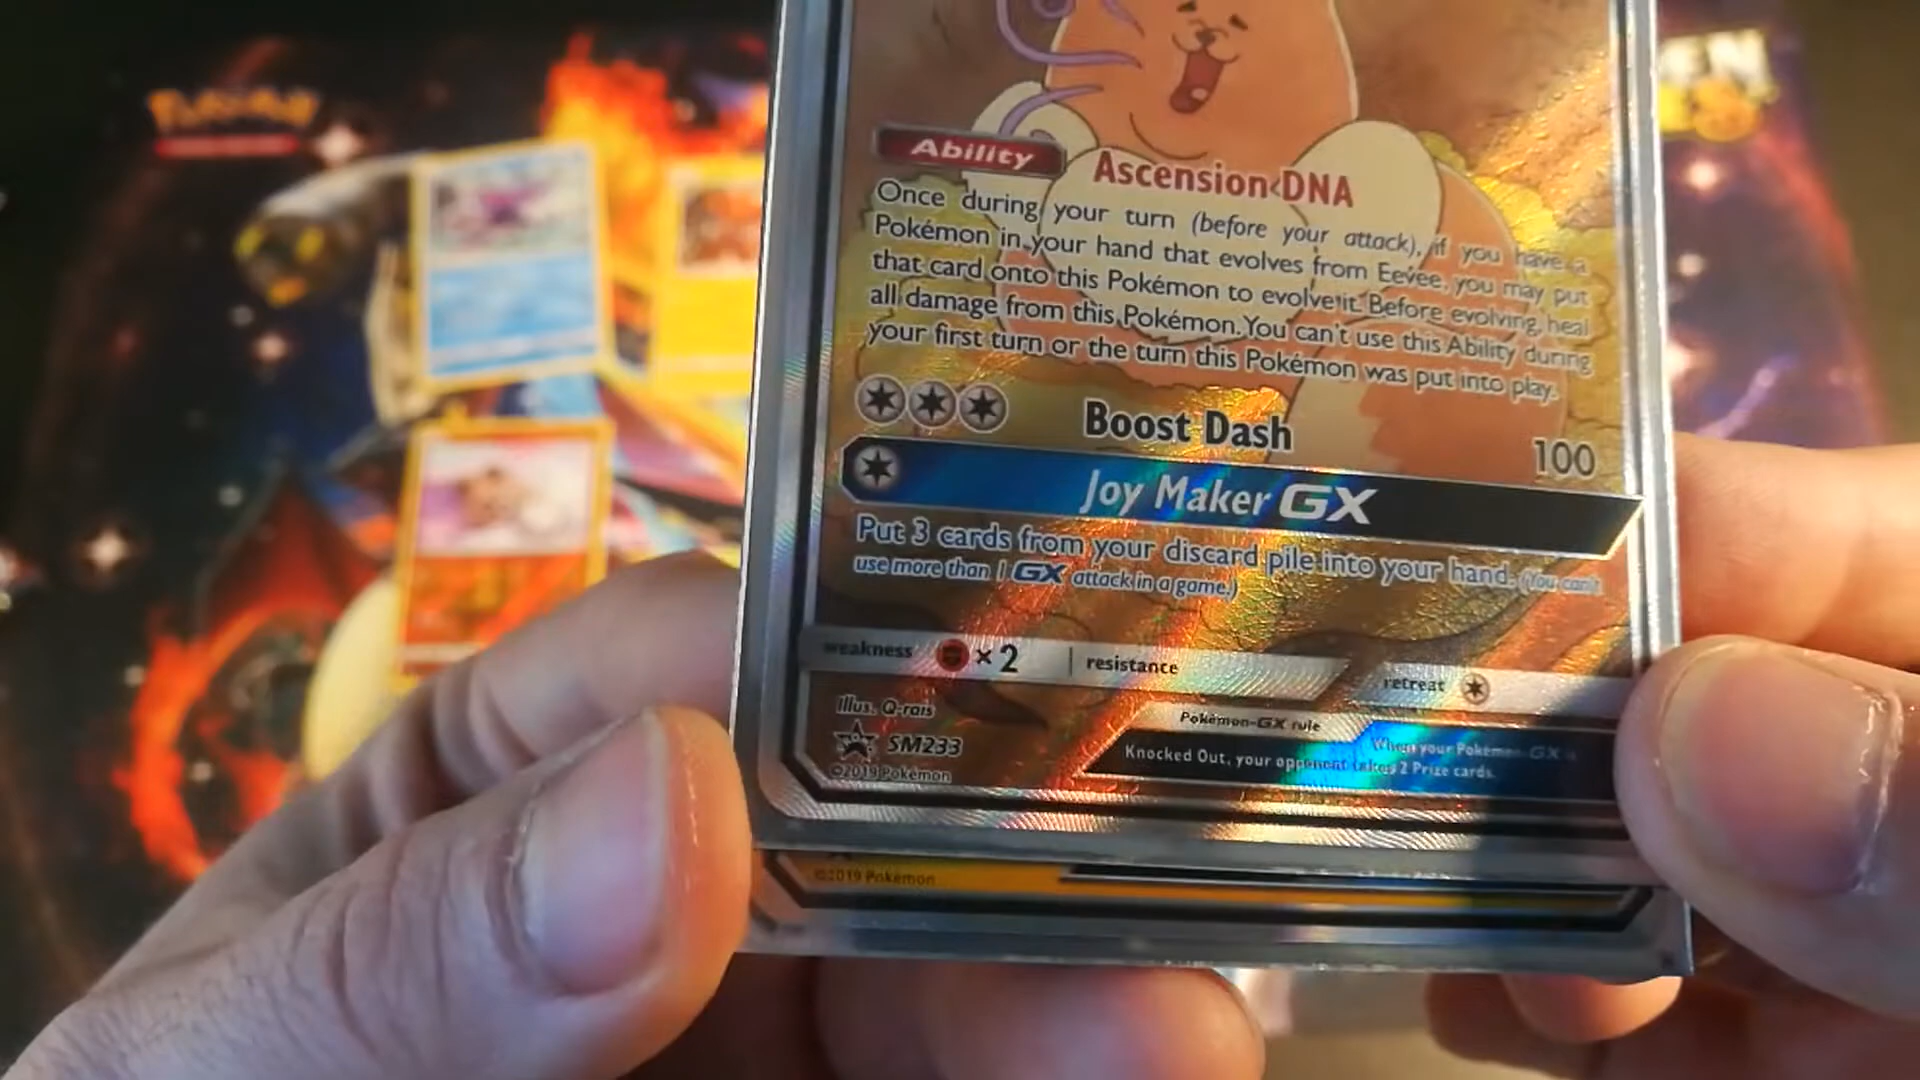 Pokémon
Ability
Ascension DNA
Once during your turn (before your attack), if you have a
Pokémon in your hand that evolves from Eevee, you may put
that card onto this Pokémon to evolve it. Before evolving, heal
all damage from this Pokémon. You can't use this Ability during
your first turn or the turn this Pokémon was put into play.
Boost Dash
100
Joy Maker GX
Put 3 cards from your discard pile into your hand. (You can't
use more than 1 GX attack in a game.)
weakness × 2 resistance
retreat
Illus. Q-rais
Pokémon-GX rule
SM233
When your Pokémon-GX is
Knocked Out, your opponent takes 2 Prize cards.
©2019 Pokémon
©2019 Pokémon